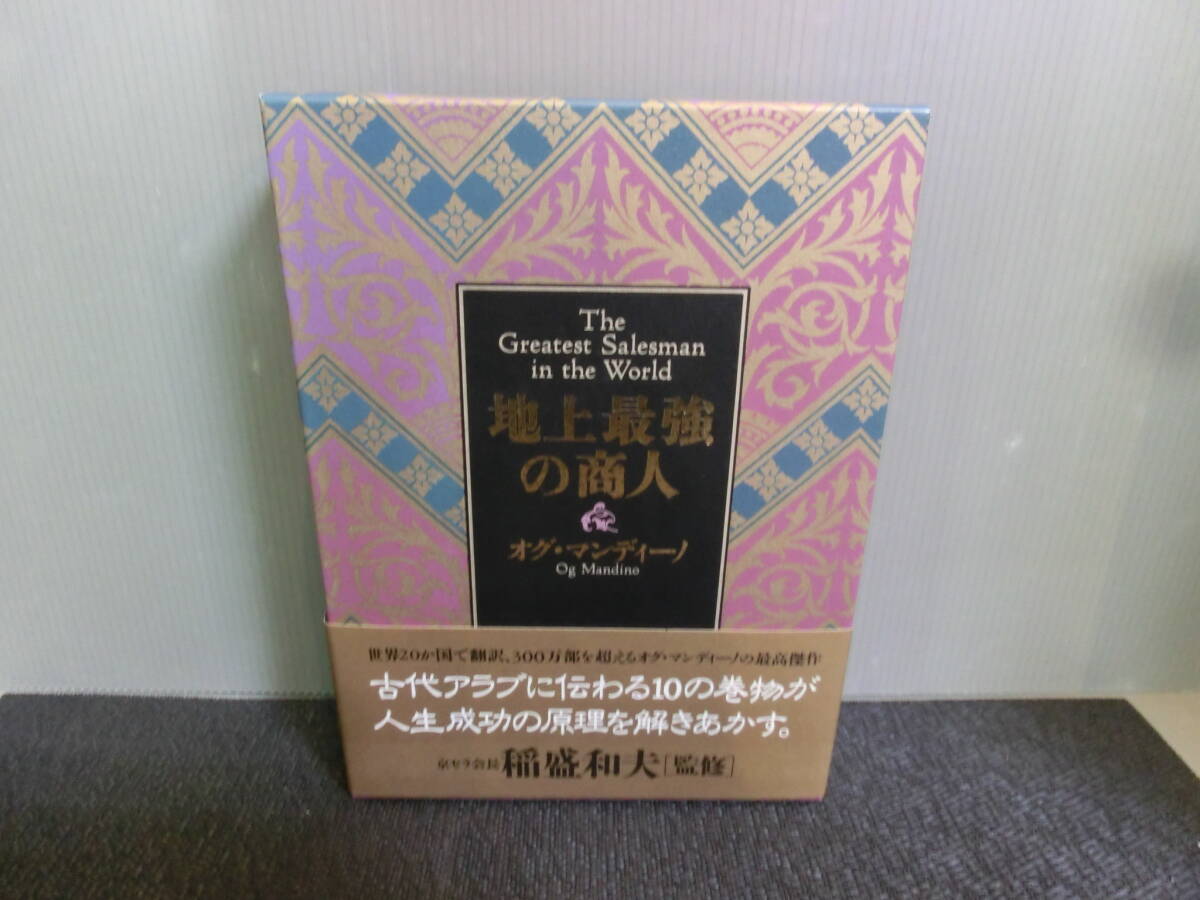 The
Greatest Salesman
in the World
地上最強
の商人
オグ・マンディーノ
Og Mandino
世界20か国で翻訳、300万部を超えるオグ・マンディーノの最高傑作
古代アラブに伝わる10の巻物が
人生成功の原理を解きあかす。
京セラ会長 稲盛和夫[監修]